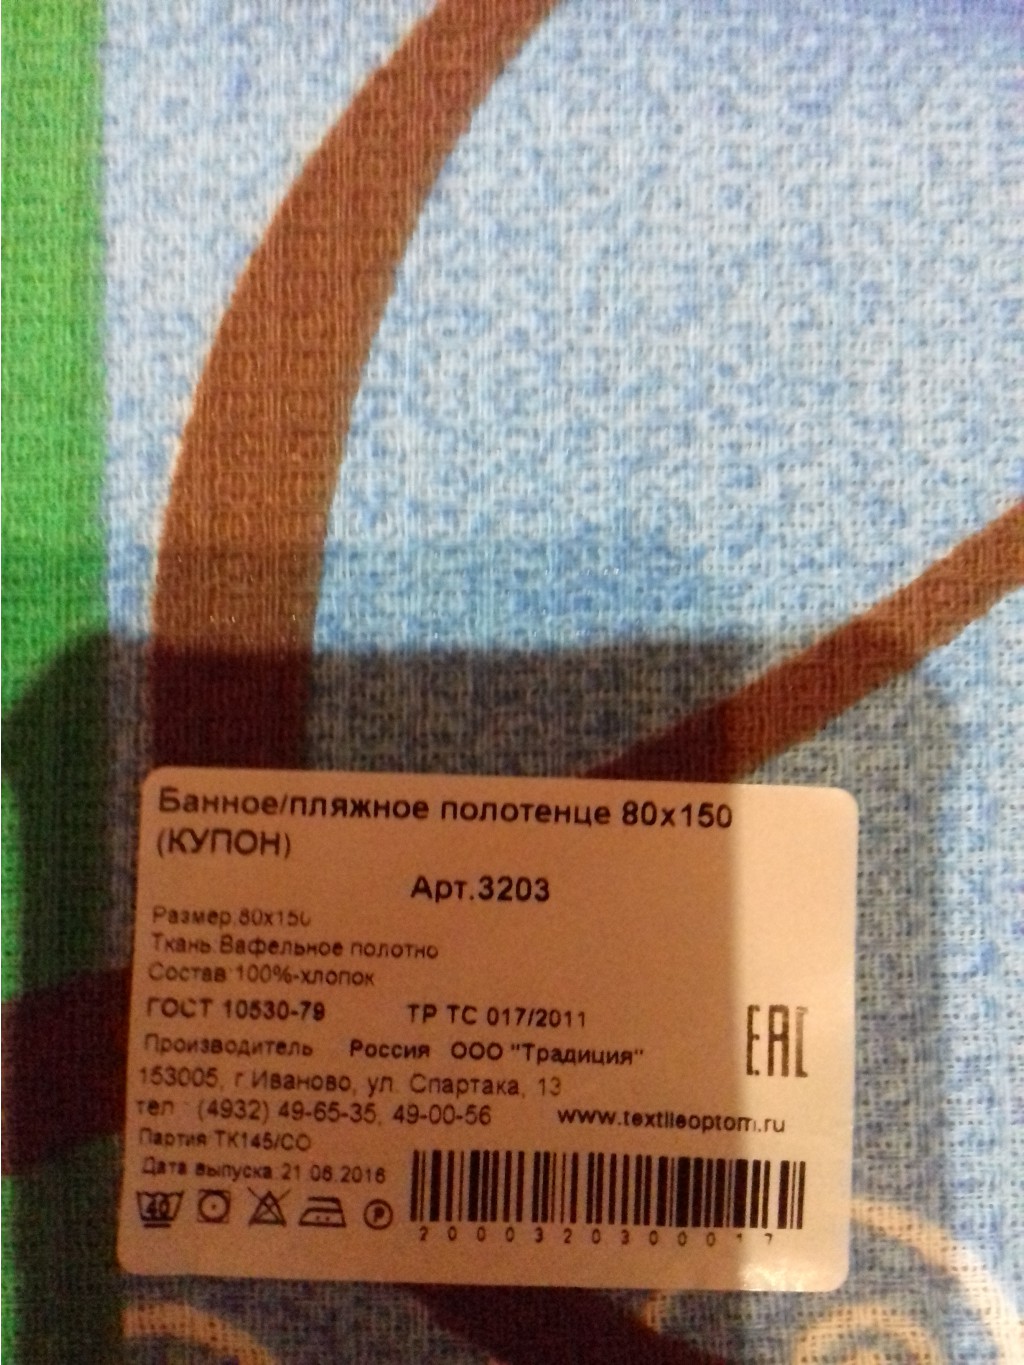 Банное/пляжное полотенце 80х150
(КУПОН)
Арт.3203
Размер:80х150
Ткань:Вафельное полотно
Состав:100%-хлопок
ГОСТ 10530-79 ТР ТС 017/2011
EAC
Производитель Россия ООО "Традиция"
153005, г.Иваново, ул. Спартака, 13
тел : (4932) 49-65-35, 49-00-56 www.textileoptom.ru
Партия:ТК145/СО
Дата выпуска:21.06.2016
40 P
2000320300017